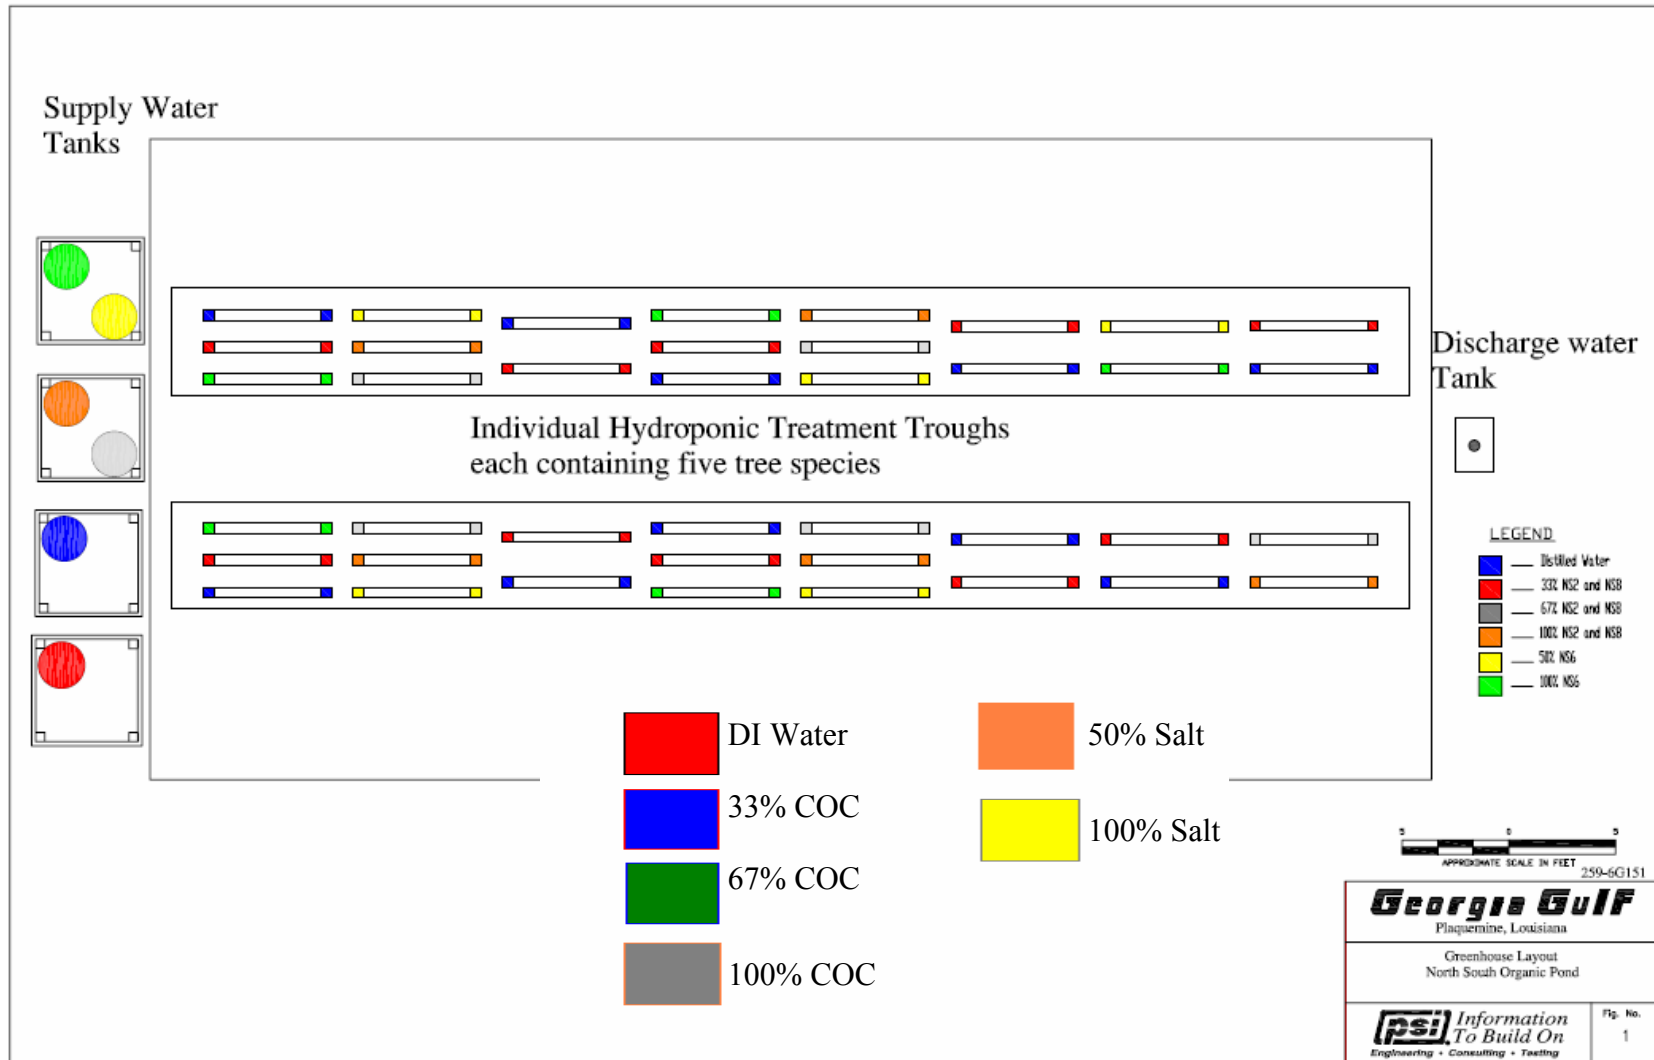 Supply Water
Tanks
Discharge water
Tank
Individual Hydroponic Treatment Troughs
each containing five tree species
LEGEND
Distilled Water
33% NS2 and NS8
67% NS2 and NS8
100% NS2 and NS8
50% NS6
100% NS6
DI Water
33% COC
67% COC
100% COC
50% Salt
100% Salt
5 0 5
APPROXIMATE SCALE IN FEET
259-6G151
Georgia Gulf
Plaquemine, Louisiana
Greenhouse Layout
North South Organic Pond
psi Information
To Build On
Engineering • Consulting • Testing
Fig. No.
1